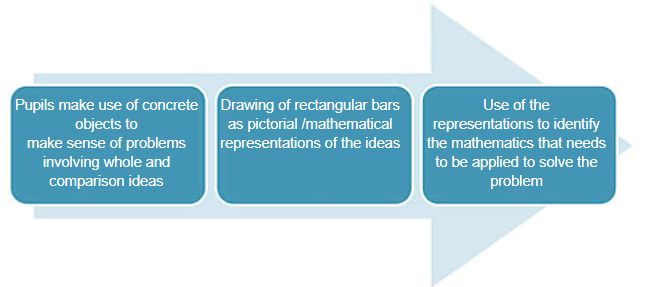 Pupils make use of concrete
objects to
make sense of problems
involving whole and
comparison ideas
Drawing of rectangular bars
as pictorial /mathematical
representations of the ideas
Use of the
representations to identify
the mathematics that needs
to be applied to solve the
problem